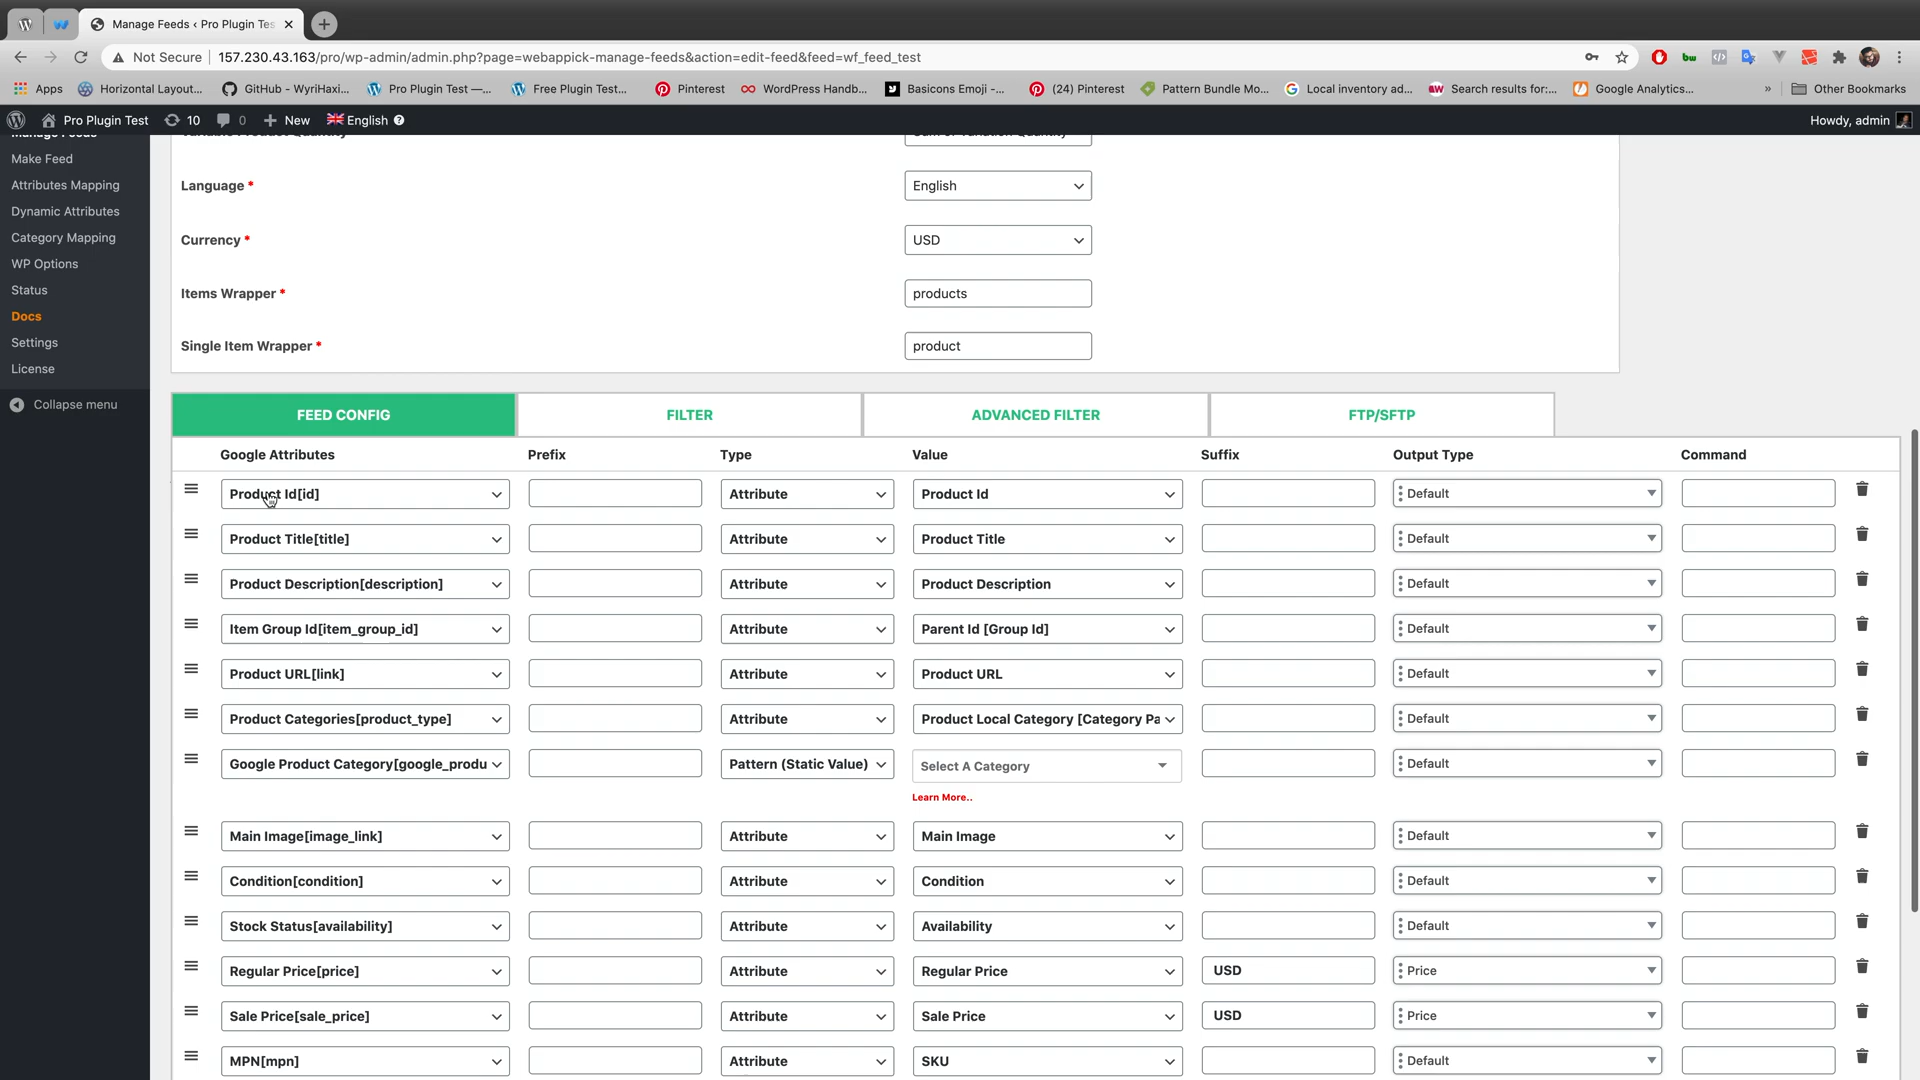 Manage Feeds ‹ Pro Plugin Tes
Not Secure
157.230.43.163/pro/wp-admin/admin.php?page=webappick-manage-feeds&action=edit-feed&feed=wf_feed_test
Apps
Horizontal Layout...
GitHub - WyriHaxi...
Pro Plugin Test —...
Free Plugin Test...
Pinterest
WordPress Handb...
Basicons Emoji -...
(24) Pinterest
Pattern Bundle Mo...
Local inventory ad...
Search results for:...
Google Analytics...
»
Other Bookmarks
Pro Plugin Test
10
0
New
English
Howdy, admin
Manage Feeds
Make Feed
Attributes Mapping
Dynamic Attributes
Category Mapping
WP Options
Status
Docs
Settings
License
Collapse menu
Variable Product Quantity
Sum of Variation Quantity
Language *
English
Currency *
USD
Items Wrapper *
products
Single Item Wrapper *
product
FEED CONFIG
FILTER
ADVANCED FILTER
FTP/SFTP
Google Attributes
Prefix
Type
Value
Suffix
Output Type
Command
Product Id[id]
Attribute
Product Id
Default
Product Title[title]
Attribute
Product Title
Default
Product Description[description]
Attribute
Product Description
Default
Item Group Id[item_group_id]
Attribute
Parent Id [Group Id]
Default
Product URL[link]
Attribute
Product URL
Default
Product Categories[product_type]
Attribute
Product Local Category [Category Pa
Default
Google Product Category[google_produ
Pattern (Static Value)
Select A Category
Default
Learn More..
Main Image[image_link]
Attribute
Main Image
Default
Condition[condition]
Attribute
Condition
Default
Stock Status[availability]
Attribute
Availability
Default
Regular Price[price]
Attribute
Regular Price
USD
Price
Sale Price[sale_price]
Attribute
Sale Price
USD
Price
MPN[mpn]
Attribute
SKU
Default